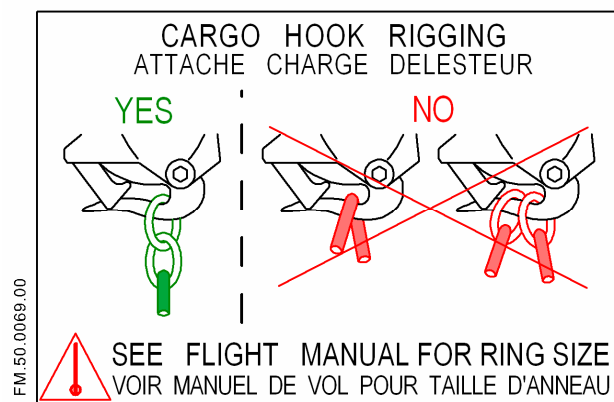 CARGO HOOK RIGGING
ATTACHE CHARGE DELESTEUR
YES
NO
SEE FLIGHT MANUAL FOR RING SIZE
VOIR MANUEL DE VOL POUR TAILLE D'ANNEAU
FM.50.0069.00